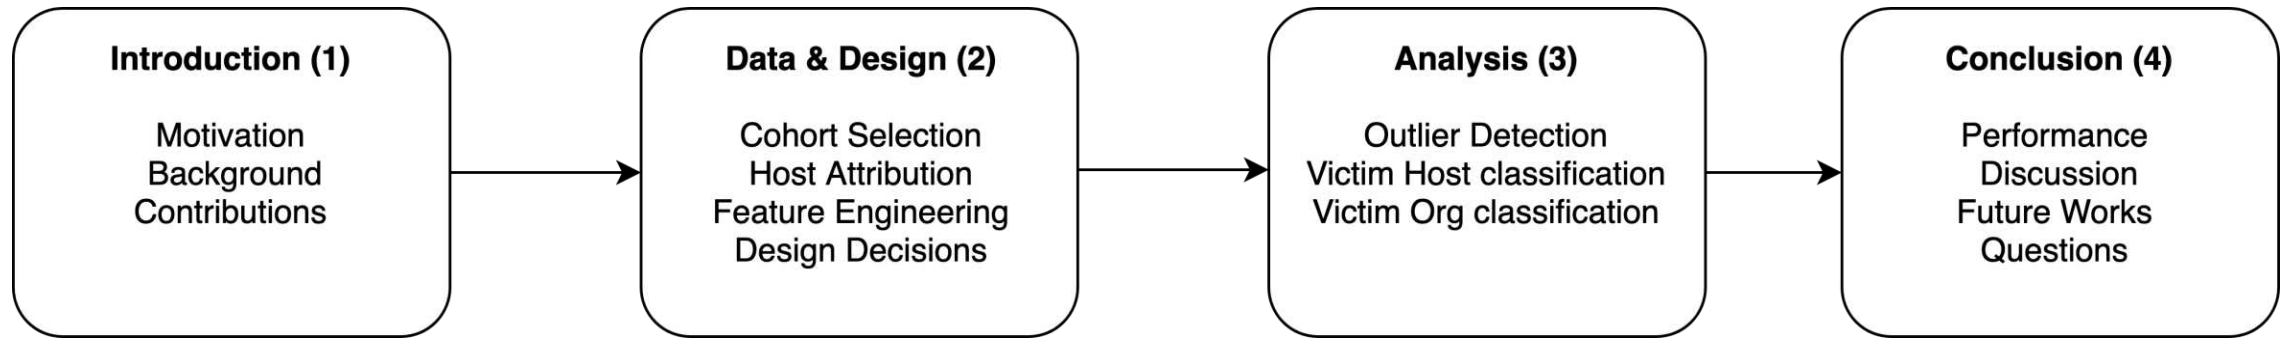 Introduction (1)
Motivation
Background
Contributions
Data & Design (2)
Cohort Selection
Host Attribution
Feature Engineering
Design Decisions
Analysis (3)
Outlier Detection
Victim Host classification
Victim Org classification
Conclusion (4)
Performance
Discussion
Future Works
Questions